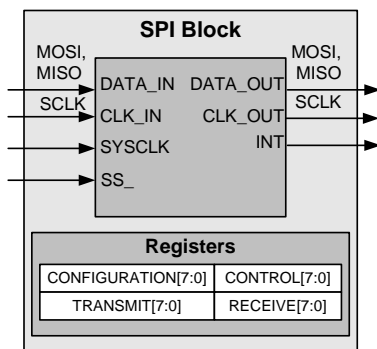 SPI Block
MOSI,
MISO
MOSI,
MISO
DATA_IN DATA_OUT
SCLK
SCLK
CLK_IN CLK_OUT
SYSCLK INT
SS_
Registers
CONFIGURATION[7:0] CONTROL[7:0]
TRANSMIT[7:0] RECEIVE[7:0]